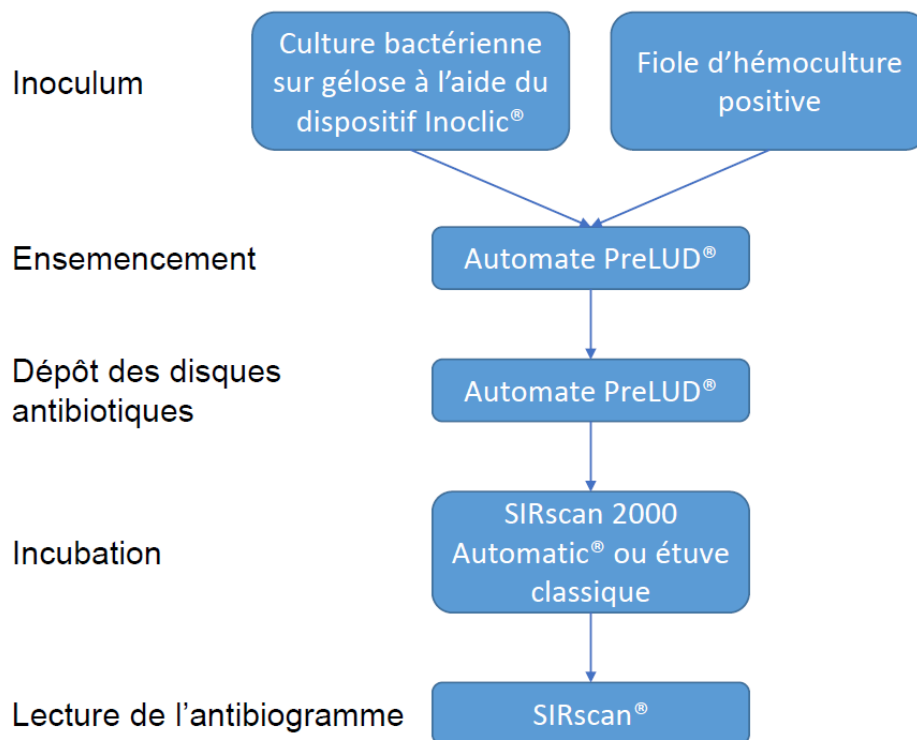 Inoculum
Culture bactérienne
sur gélose à l’aide du
dispositif Inoclic®
Fiole d’hémoculture
positive
Ensemencement
Automate PreLUD®
Dépôt des disques
antibiotiques
Automate PreLUD®
Incubation
SIRscan 2000
Automatic® ou étuve
classique
Lecture de l’antibiogramme
SIRscan®